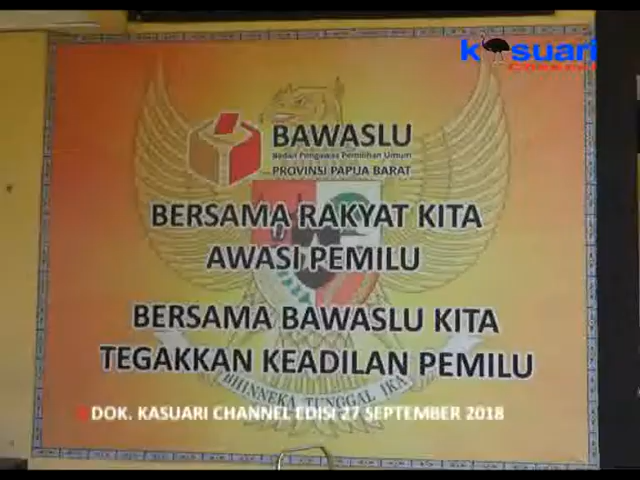 kasuari
Channel
BAWASLU
Badan Pengawas Pemilihan Umum
PROVINSI PAPUA BARAT
BERSAMA RAKYAT KITA
AWASI PEMILU
BERSAMA BAWASLU KITA
TEGAKKAN KEADILAN PEMILU
BHINNEKA TUNGGAL IKA
DOK. KASUARI CHANNEL EDISI 27 SEPTEMBER 2018